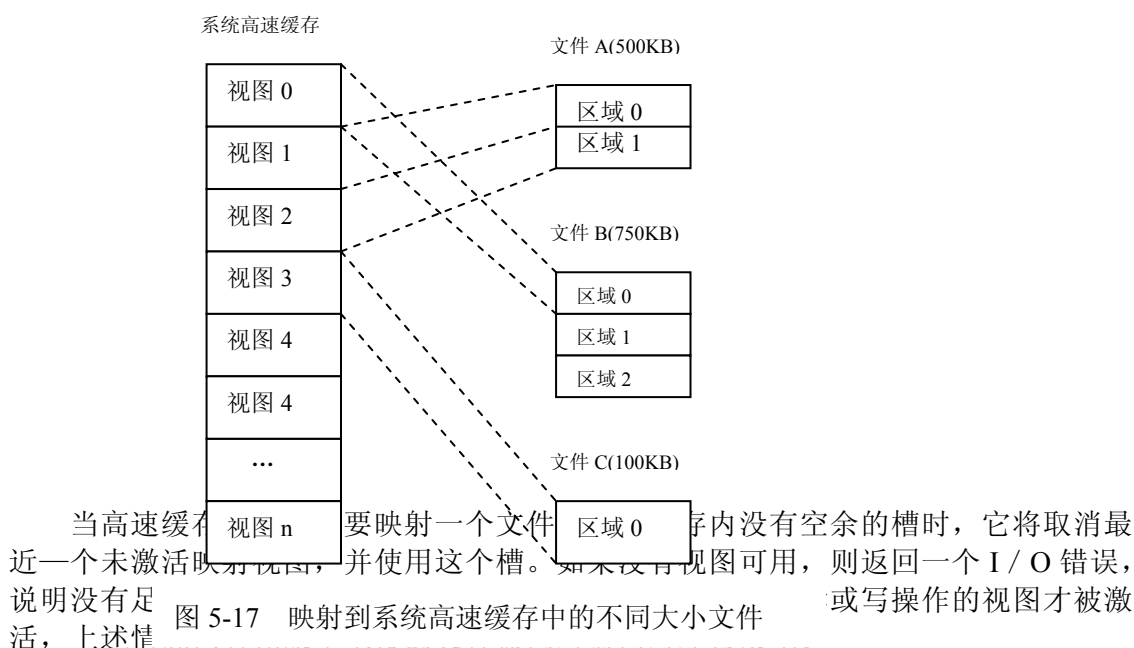 系统高速缓存
视图 0
视图 1
视图 2
视图 3
视图 4
视图 4
...
视图 n
文件 A(500KB)
区域 0
区域 1
文件 B(750KB)
区域 0
区域 1
区域 2
文件 C(100KB)
区域 0
当高速缓存 要映射一个文件 存内没有空余的槽时，它将取消最
近—个未激活映射视图，并使用这个槽。如果没有视图可用，则返回一个 I／O 错误，
说明没有足 或写操作的视图才被激
活，上述情
图 5-17 映射到系统高速缓存中的不同大小文件